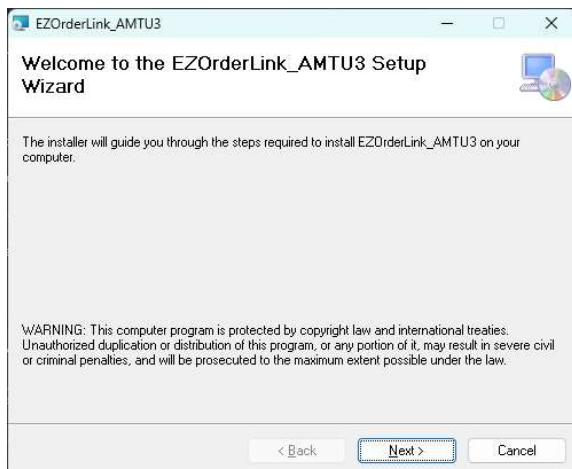 EZOrderLink_AMTU3
Welcome to the EZOrderLink_AMTU3 Setup
Wizard
The installer will guide you through the steps required to install EZOrderLink_AMTU3 on your
computer.
WARNING: This computer program is protected by copyright law and international treaties.
Unauthorized duplication or distribution of this program, or any portion of it, may result in severe civil
or criminal penalties, and will be prosecuted to the maximum extent possible under the law.
< Back
Next >
Cancel